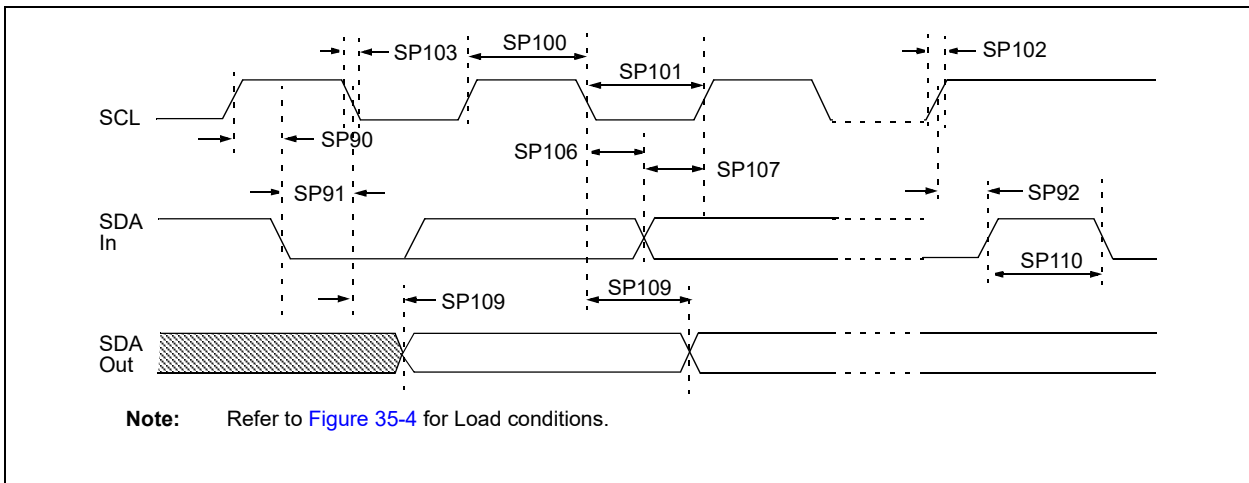 SP103
SP100
SP102
SP101
SCL
SP90
SP106
SP107
SP91
SP92
SDA
In
SP110
SP109
SP109
SDA
Out
Note: Refer to Figure 35-4 for Load conditions.